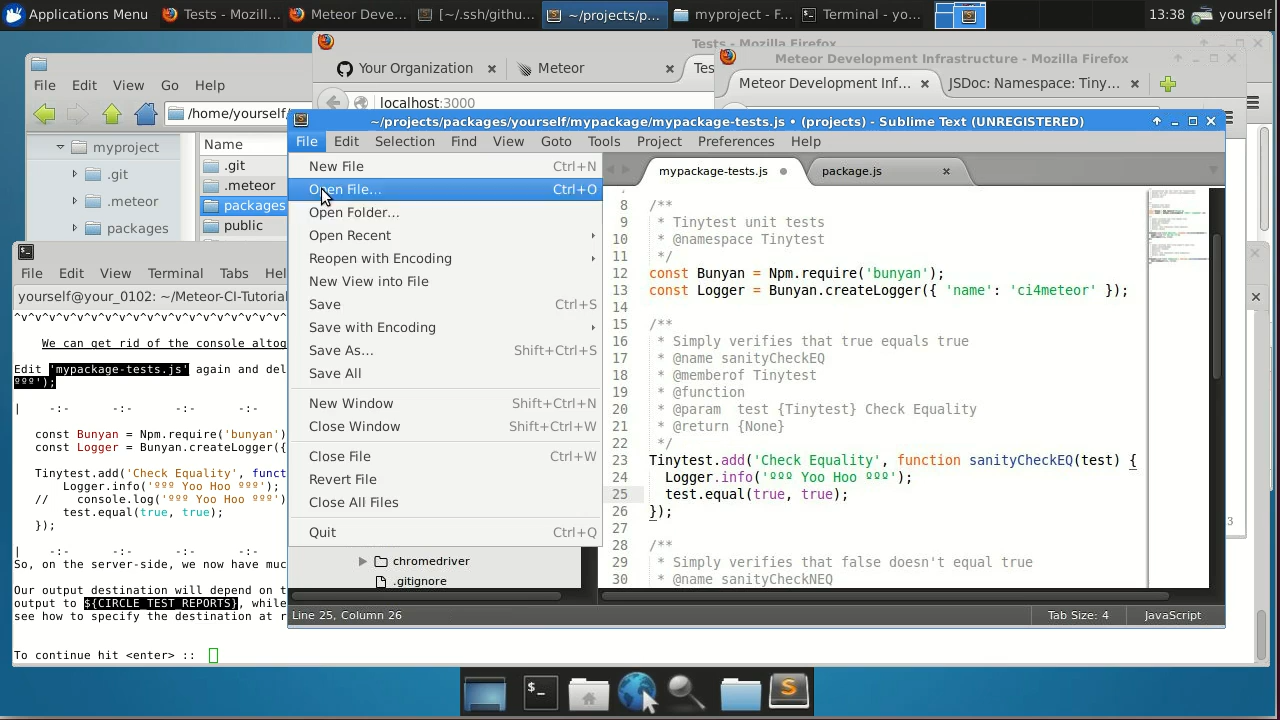 Applications Menu
Tests - Mozill...
Meteor Deve...
[~/.ssh/githu...
~/projects/p...
myproject - F...
Terminal - yo...
13:38
yourself
Tests - Mozilla Firefox
Meteor Development Infrastructure - Mozilla Firefox
File Edit View Go Help
Your Organization
Meteor
Tes
Meteor Development Inf...
JSDoc: Namespace: Tiny...
/home/yourself/
localhost:3000
myproject
.git
.meteor
packages
Name
.git
.meteor
packages
public
~/projects/packages/yourself/mypackage/mypackage-tests.js • (projects) - Sublime Text (UNREGISTERED)
File Edit Selection Find View Goto Tools Project Preferences Help
New File Ctrl+N
Open File... Ctrl+O
Open Folder...
Open Recent
Reopen with Encoding
New View into File
Save Ctrl+S
Save with Encoding
Save As... Shift+Ctrl+S
Save All
New Window Shift+Ctrl+N
Close Window Shift+Ctrl+W
Close File Ctrl+W
Revert File
Close All Files
Quit Ctrl+Q
chromedriver
.gitignore
mypackage-tests.js
package.js
8 /**
9 * Tinytest unit tests
10 * @namespace Tinytest
11 */
12 const Bunyan = Npm.require('bunyan');
13 const Logger = Bunyan.createLogger({ 'name': 'ci4meteor' });
14
15 /**
16 * Simply verifies that true equals true
17 * @name sanityCheckEQ
18 * @memberof Tinytest
19 * @function
20 * @param  test {Tinytest} Check Equality
21 * @return {None}
22 */
23 Tinytest.add('Check Equality', function sanityCheckEQ(test) {
24 Logger.info('ººº Yoo Hoo ººº');
25 test.equal(true, true);
26 });
27
28 /**
29 * Simply verifies that false doesn't equal true
30 * @name sanityCheckNEQ
Line 25, Column 26
Tab Size: 4
JavaScript
3
File Edit View Terminal Tabs Hel
yourself@your_0102: ~/Meteor-CI-Tutorial
^v^v^v^v^v^v^v^v^v^v^v^v^v^v^v^v^v
We can get rid of the console altog
Edit 'mypackage-tests.js' again and del
ººº');
| -:- -:- -:- -:-
const Bunyan = Npm.require('bunyan')
const Logger = Bunyan.createLogger({
Tinytest.add('Check Equality', funct
Logger.info('ººº Yoo Hoo ººº');
// console.log('ººº Yoo Hoo ººº');
test.equal(true, true);
});
| -:- -:- -:- -:-
So, on the server-side, we now have muc
Our output destination will depend on t
output to ${CIRCLE_TEST_REPORTS}, while
see how to specify the destination at r
To continue hit <enter> ::